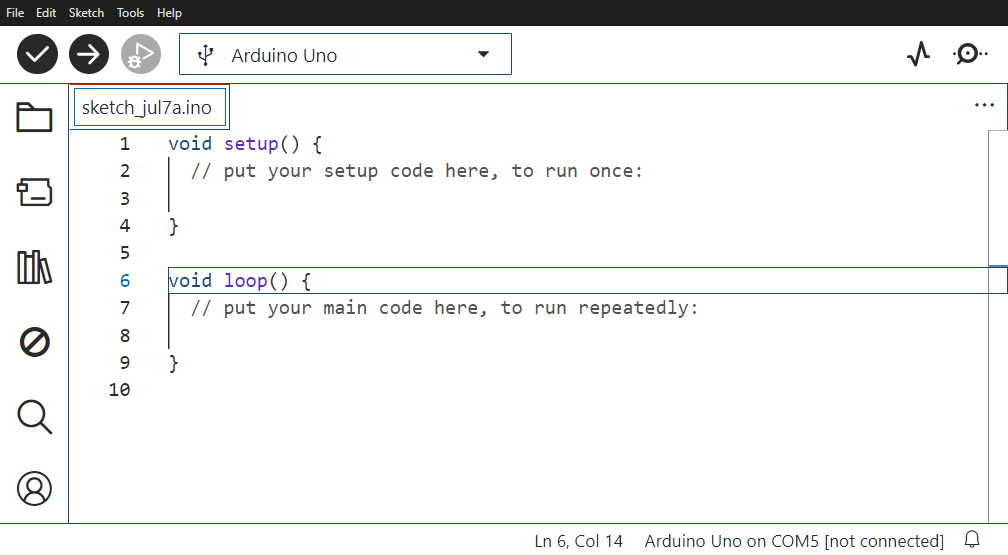 File Edit Sketch Tools Help
Arduino Uno
sketch_jul7a.ino
1 void setup() {
2 // put your setup code here, to run once:
3
4 }
5
6 void loop() {
7 // put your main code here, to run repeatedly:
8
9 }
10
Ln 6, Col 14 Arduino Uno on COM5 [not connected]